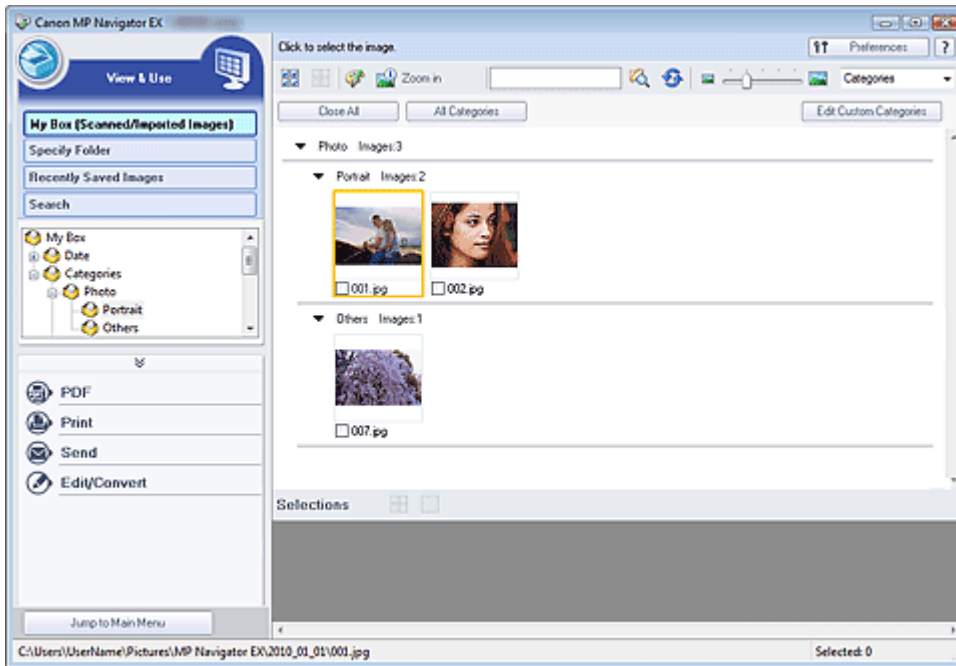 Canon MP Navigator EX
View & Use
Click to select the image.
Preferences
?
My Box (Scanned/Imported Images)
Specify Folder
Recently Saved Images
Search
Zoom in
Categories
Close All
All Categories
Edit Custom Categories
My Box
Date
Categories
Photo
Portrait
Others
Photo Images:3
Portrait Images:2
001.jpg
002.jpg
Others Images:1
007.jpg
PDF
Print
Send
Edit/Convert
Selections
Jump to Main Menu
C:\Users\UserName\Pictures\MP Navigator EX\2010_01_01\001.jpg
Selected: 0